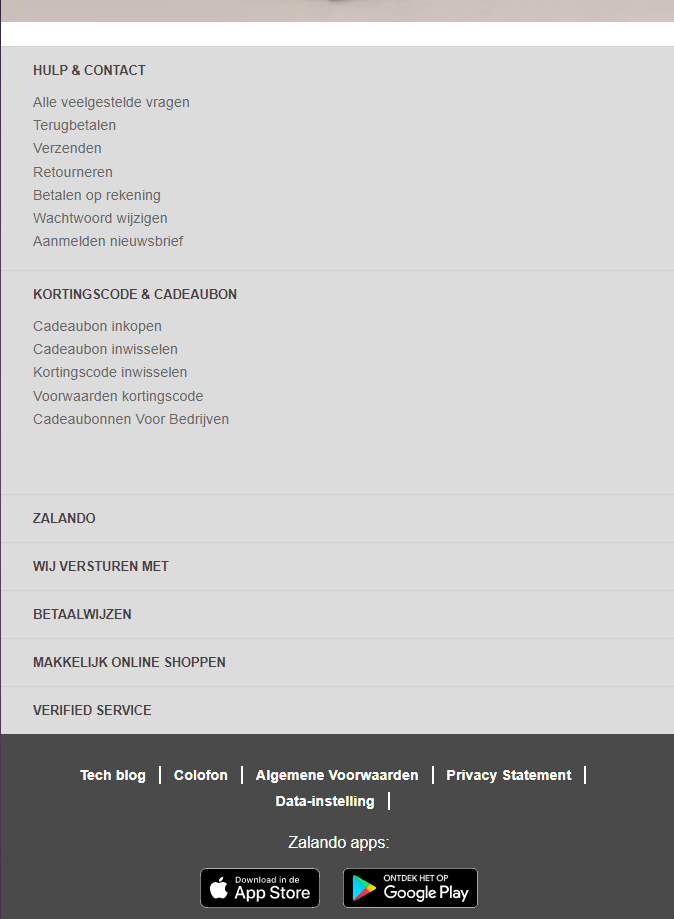 HULP & CONTACT
Alle veelgestelde vragen
Terugbetalen
Verzenden
Retourneren
Betalen op rekening
Wachtwoord wijzigen
Aanmelden nieuwsbrief
KORTINGSCODE & CADEAUBON
Cadeaubon inkopen
Cadeaubon inwisselen
Kortingscode inwisselen
Voorwaarden kortingscode
Cadeaubonnen Voor Bedrijven
ZALANDO
WIJ VERSTUREN MET
BETAALWIJZEN
MAKKELIJK ONLINE SHOPPEN
VERIFIED SERVICE
Tech blog | Colofon | Algemene Voorwaarden | Privacy Statement |
Data-instelling |
Zalando apps:
Download in de
App Store
ONTDEK HET OP
Google Play